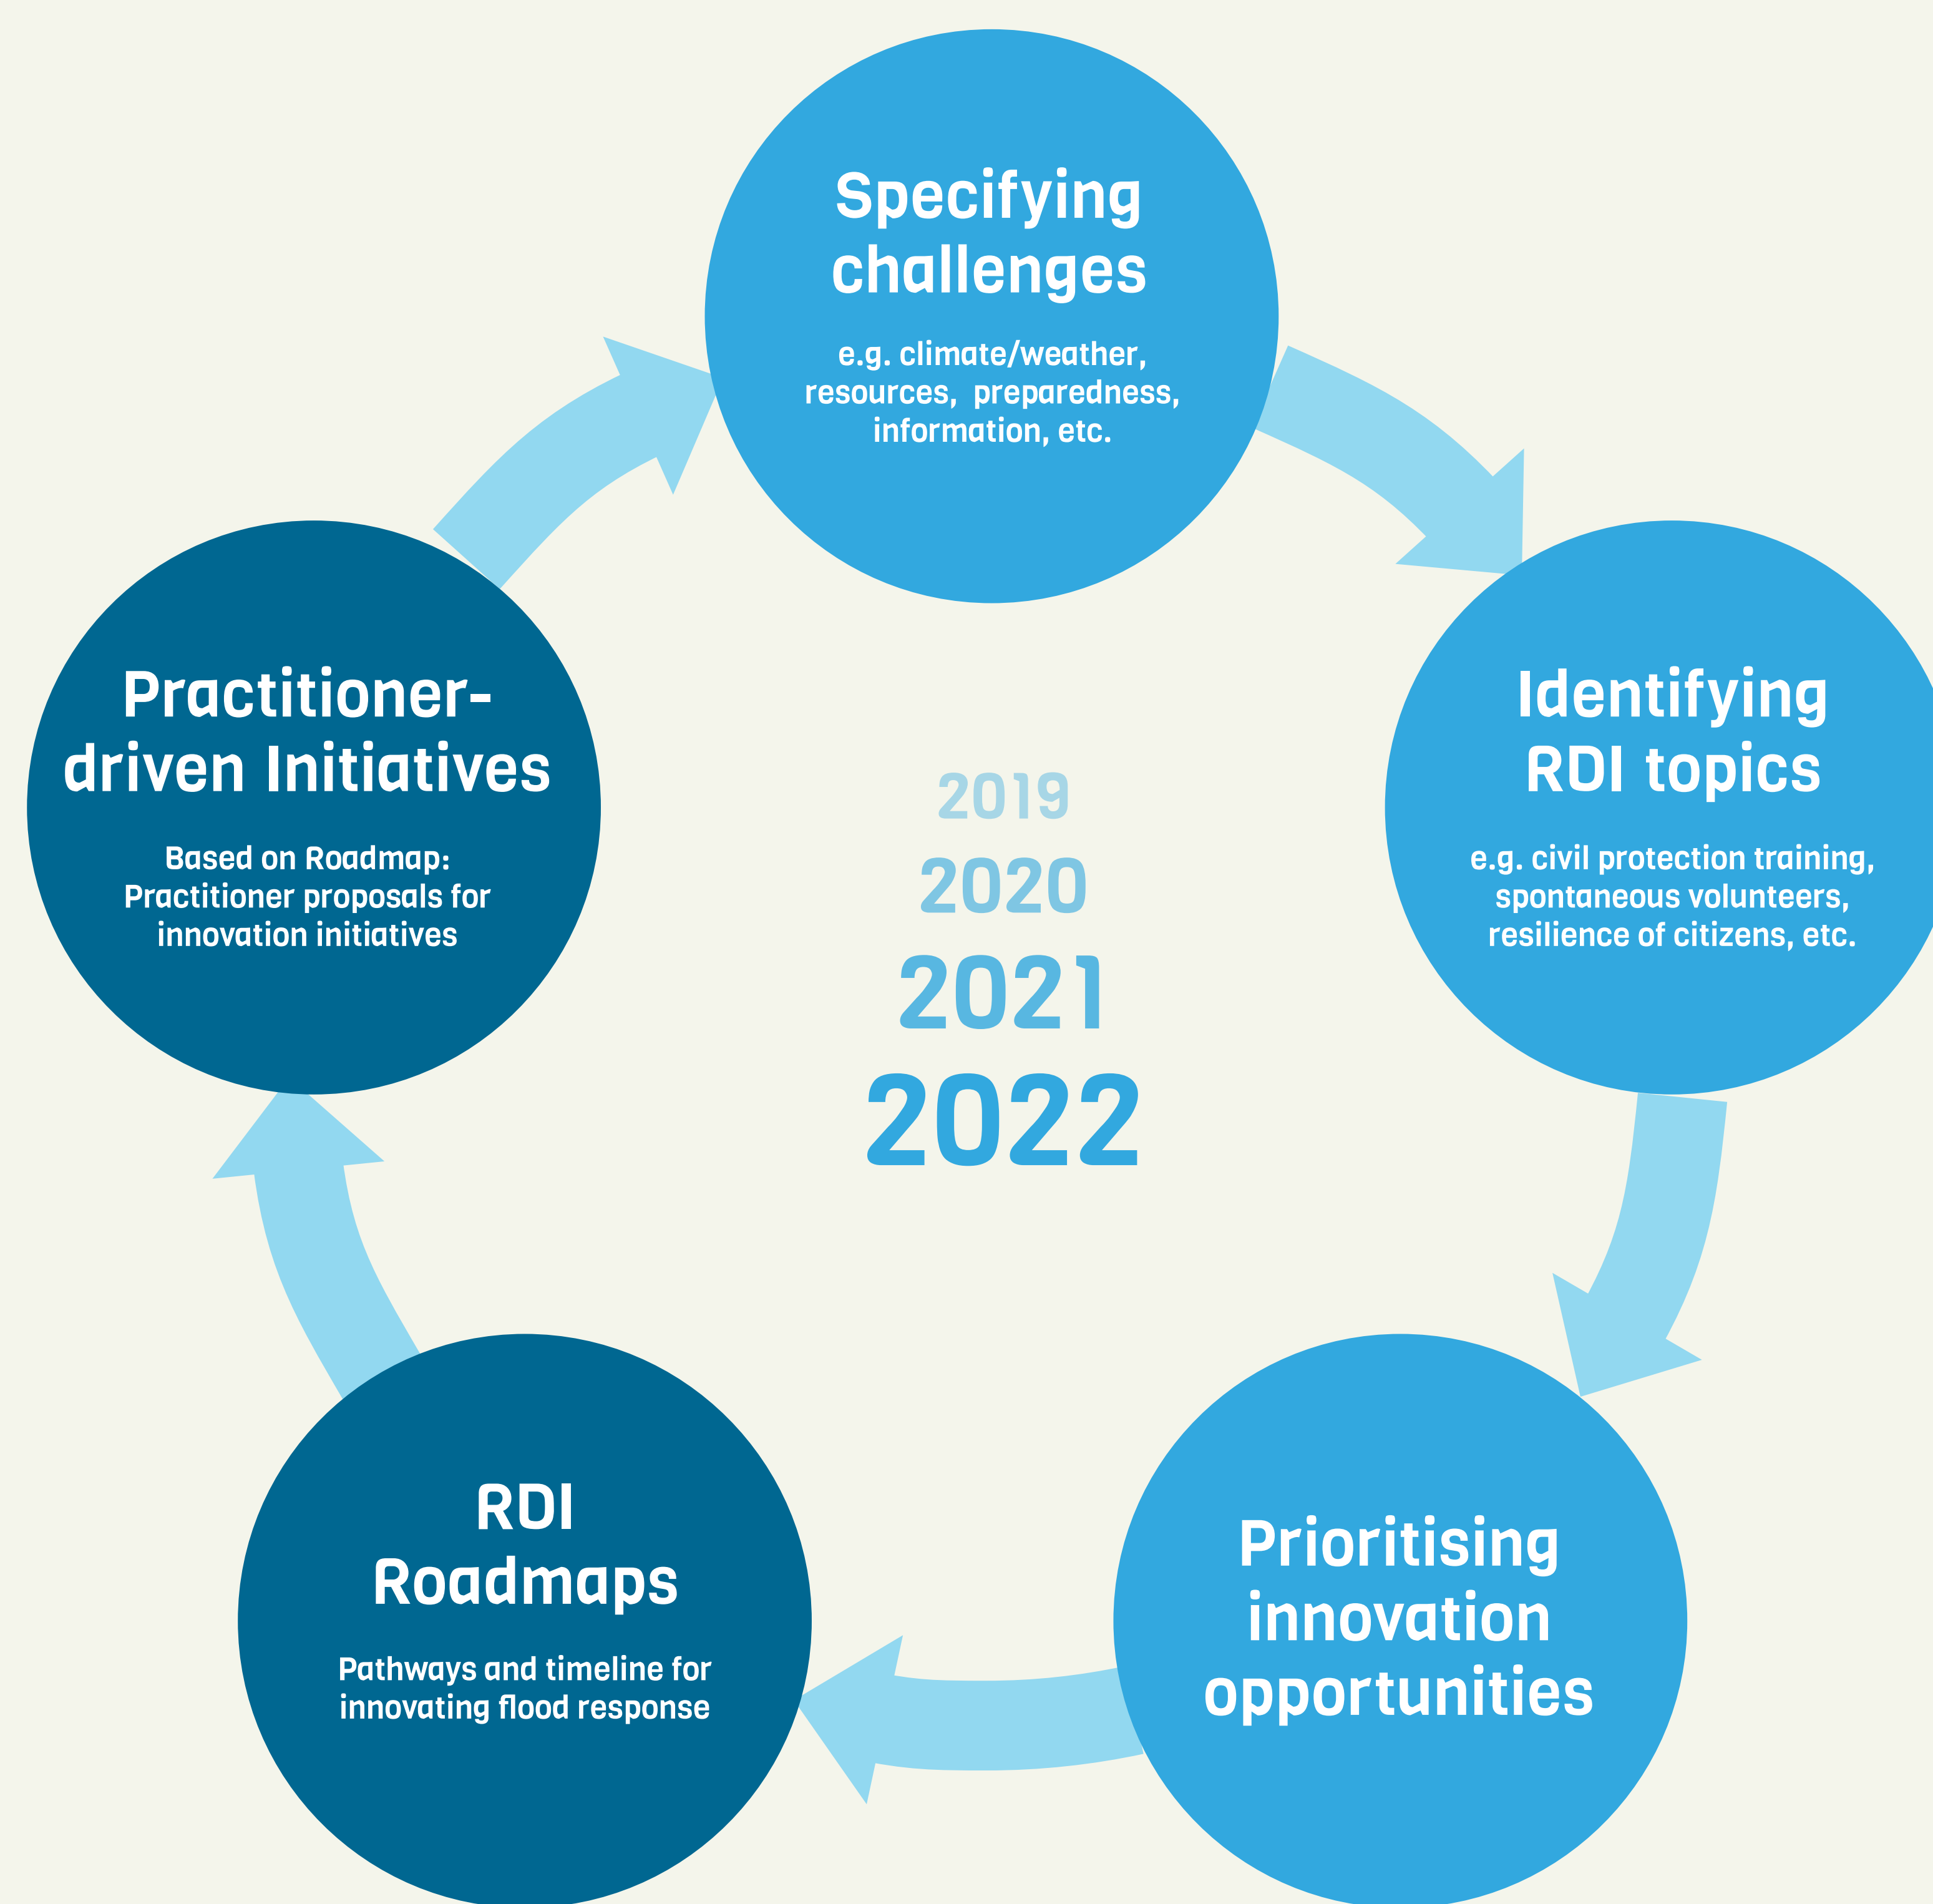 Specifying
challenges
e.g. climate/weather,
resources, preparedness,
information, etc.
Identifying
RDI topics
e.g. civil protection training,
spontaneous volunteers,
resilience of citizens, etc.
Prioritising
innovation
opportunities
RDI
Roadmaps
Pathways and timeline for
innovating flood response
Practitioner-
driven Initiatives
Based on Roadmap:
Practitioner proposals for
innovation initiatives
2019
2020
2021
2022